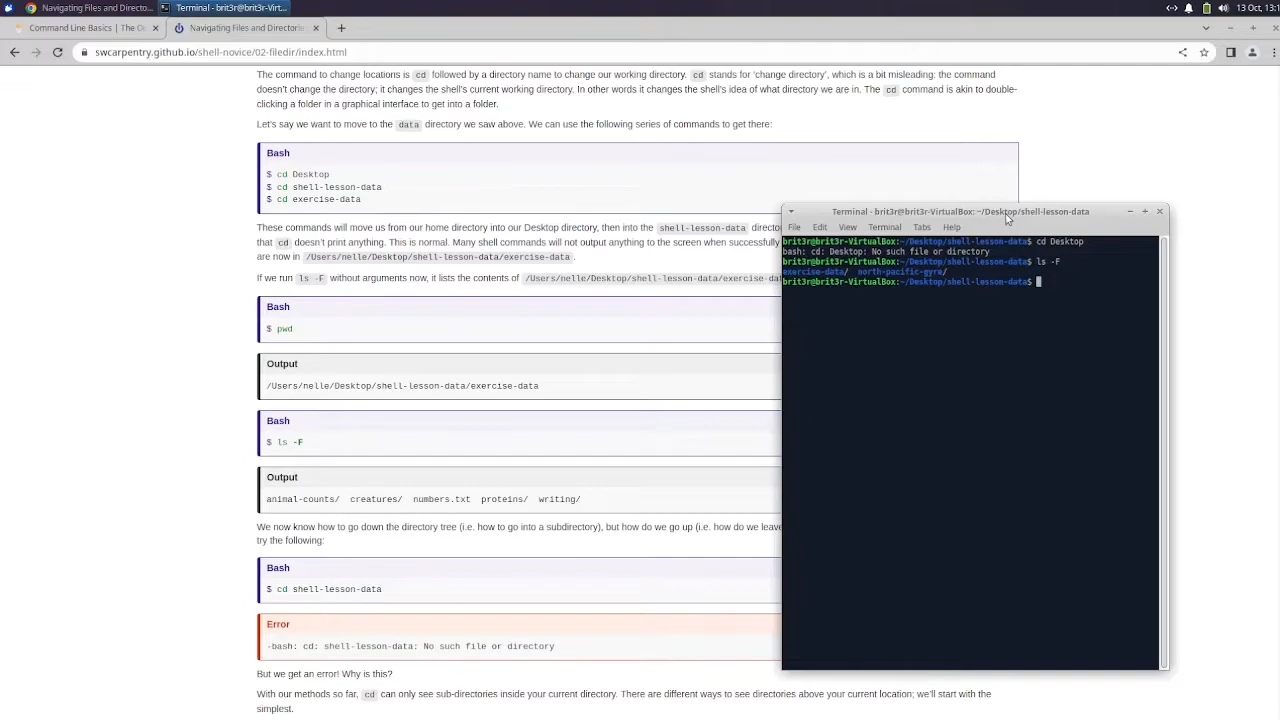 Navigating Files and Directory...
Terminal - brit3r@brit3r-Virt...
13 Oct, 13:1
Command Line Basics | The O
Navigating Files and Directories
swcarpentry.github.io/shell-novice/02-filedir/index.html
The command to change locations is cd followed by a directory name to change our working directory. cd stands for ‘change directory’, which is a bit misleading: the command
doesn’t change the directory; it changes the shell’s current working directory. In other words it changes the shell’s idea of what directory we are in. The cd command is akin to double-
clicking a folder in a graphical interface to get into a folder.
Let’s say we want to move to the data directory we saw above. We can use the following series of commands to get there:
Bash
$ cd Desktop
$ cd shell-lesson-data
$ cd exercise-data
These commands will move us from our home directory into our Desktop directory, then into the shell-lesson-data directo
that cd doesn’t print anything. This is normal. Many shell commands will not output anything to the screen when successfully
are now in /Users/nelle/Desktop/shell-lesson-data/exercise-data.
If we run ls -F without arguments now, it lists the contents of /Users/nelle/Desktop/shell-lesson-data/exercise-dat
Bash
$ pwd
Output
/Users/nelle/Desktop/shell-lesson-data/exercise-data
Bash
$ ls -F
Output
animal-counts/ creatures/ numbers.txt proteins/ writing/
We now know how to go down the directory tree (i.e. how to go into a subdirectory), but how do we go up (i.e. how do we leave
try the following:
Bash
$ cd shell-lesson-data
Error
-bash: cd: shell-lesson-data: No such file or directory
But we get an error! Why is this?
With our methods so far, cd can only see sub-directories inside your current directory. There are different ways to see directories above your current location; we’ll start with the
simplest.
Terminal - brit3r@brit3r-VirtualBox: ~/Desktop/shell-lesson-data
File Edit View Terminal Tabs Help
brit3r@brit3r-VirtualBox:~/Desktop/shell-lesson-data$ cd Desktop
bash: cd: Desktop: No such file or directory
brit3r@brit3r-VirtualBox:~/Desktop/shell-lesson-data$ ls -F
exercise-data/ north-pacific-gyre/
brit3r@brit3r-VirtualBox:~/Desktop/shell-lesson-data$